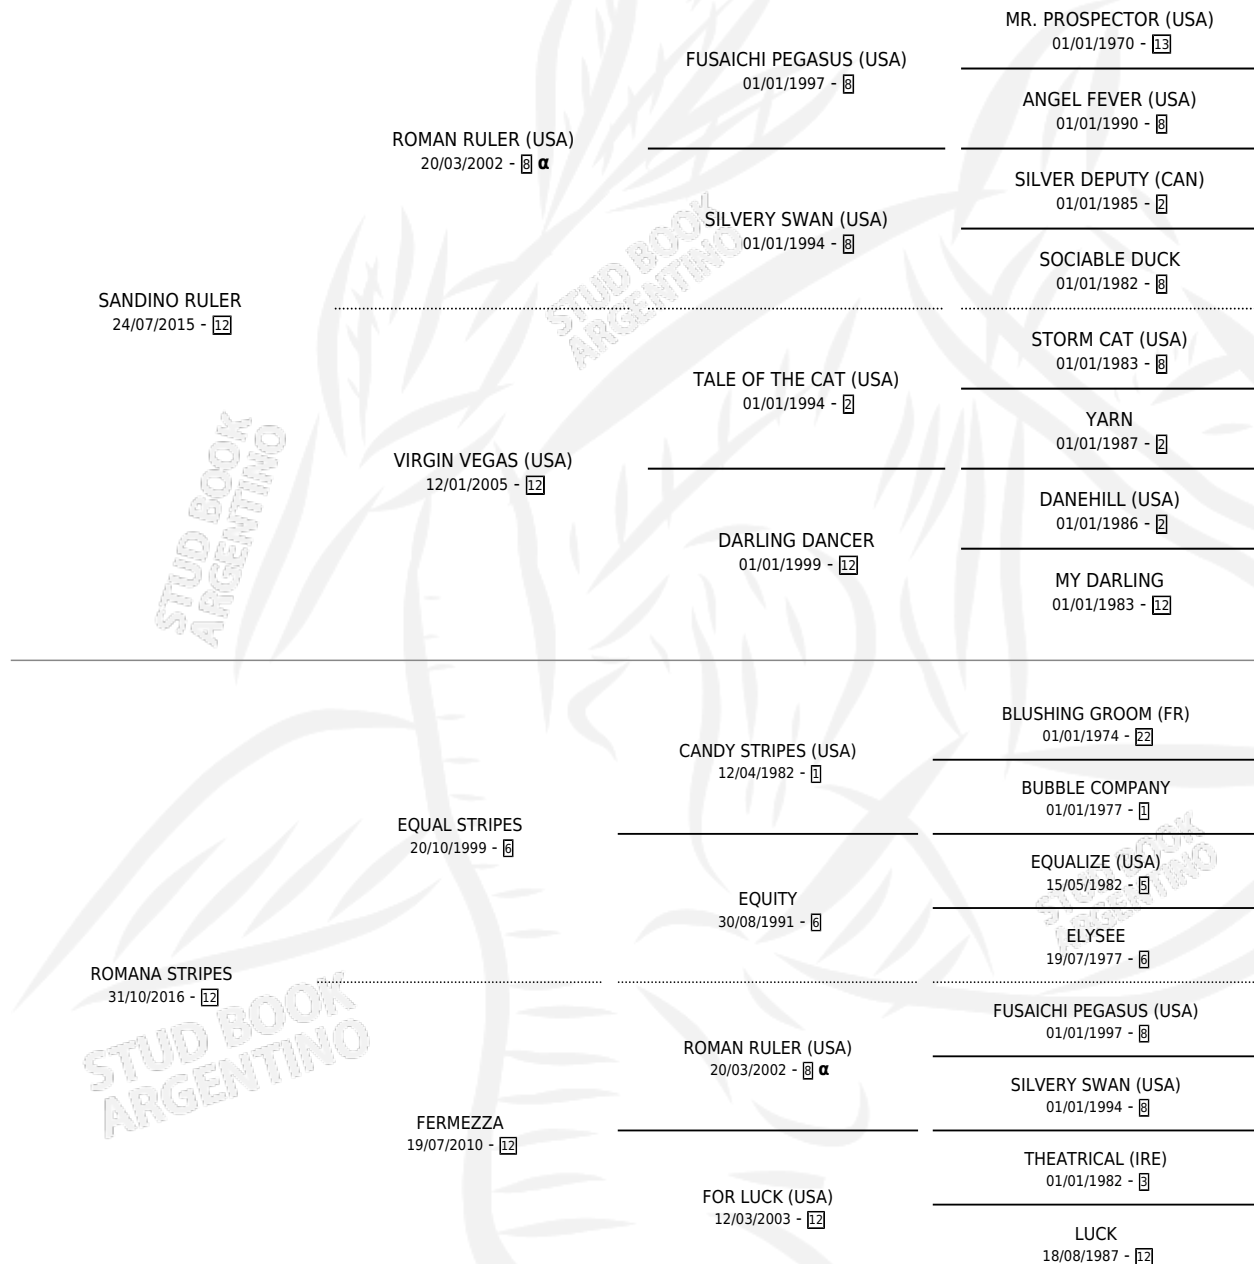 MR. PROSPECTOR (USA)
01/01/1970 - 13
FUSAICHI PEGASUS (USA)
01/01/1997 - 8
ANGEL FEVER (USA)
01/01/1990 - 8
ROMAN RULER (USA)
20/03/2002 - 8 α
SILVER DEPUTY (CAN)
01/01/1985 - 2
SILVERY SWAN (USA)
01/01/1994 - 8
SOCIABLE DUCK
01/01/1982 - 8
STUD BOOK
ARGENTINO
SANDINO RULER
24/07/2015 - 12
STORM CAT (USA)
01/01/1983 - 8
TALE OF THE CAT (USA)
01/01/1994 - 2
YARN
01/01/1987 - 2
VIRGIN VEGAS (USA)
12/01/2005 - 12
DANEHILL (USA)
01/01/1986 - 2
DARLING DANCER
01/01/1999 - 12
MY DARLING
01/01/1983 - 12
STUD BOOK
ARGENTINO
BLUSHING GROOM (FR)
01/01/1974 - 22
CANDY STRIPES (USA)
12/04/1982 - 1
BUBBLE COMPANY
01/01/1977 - 1
EQUAL STRIPES
20/10/1999 - 6
EQUALIZE (USA)
15/05/1982 - 5
EQUITY
30/08/1991 - 6
ELYSEE
19/07/1977 - 6
STUD BOOK
ARGENTINO
ROMANA STRIPES
31/10/2016 - 12
FUSAICHI PEGASUS (USA)
01/01/1997 - 8
ROMAN RULER (USA)
20/03/2002 - 8 α
SILVERY SWAN (USA)
01/01/1994 - 8
STUD BOOK
ARGENTINO
FERMEZZA
19/07/2010 - 12
THEATRICAL (IRE)
01/01/1982 - 3
FOR LUCK (USA)
12/03/2003 - 12
LUCK
18/08/1987 - 12